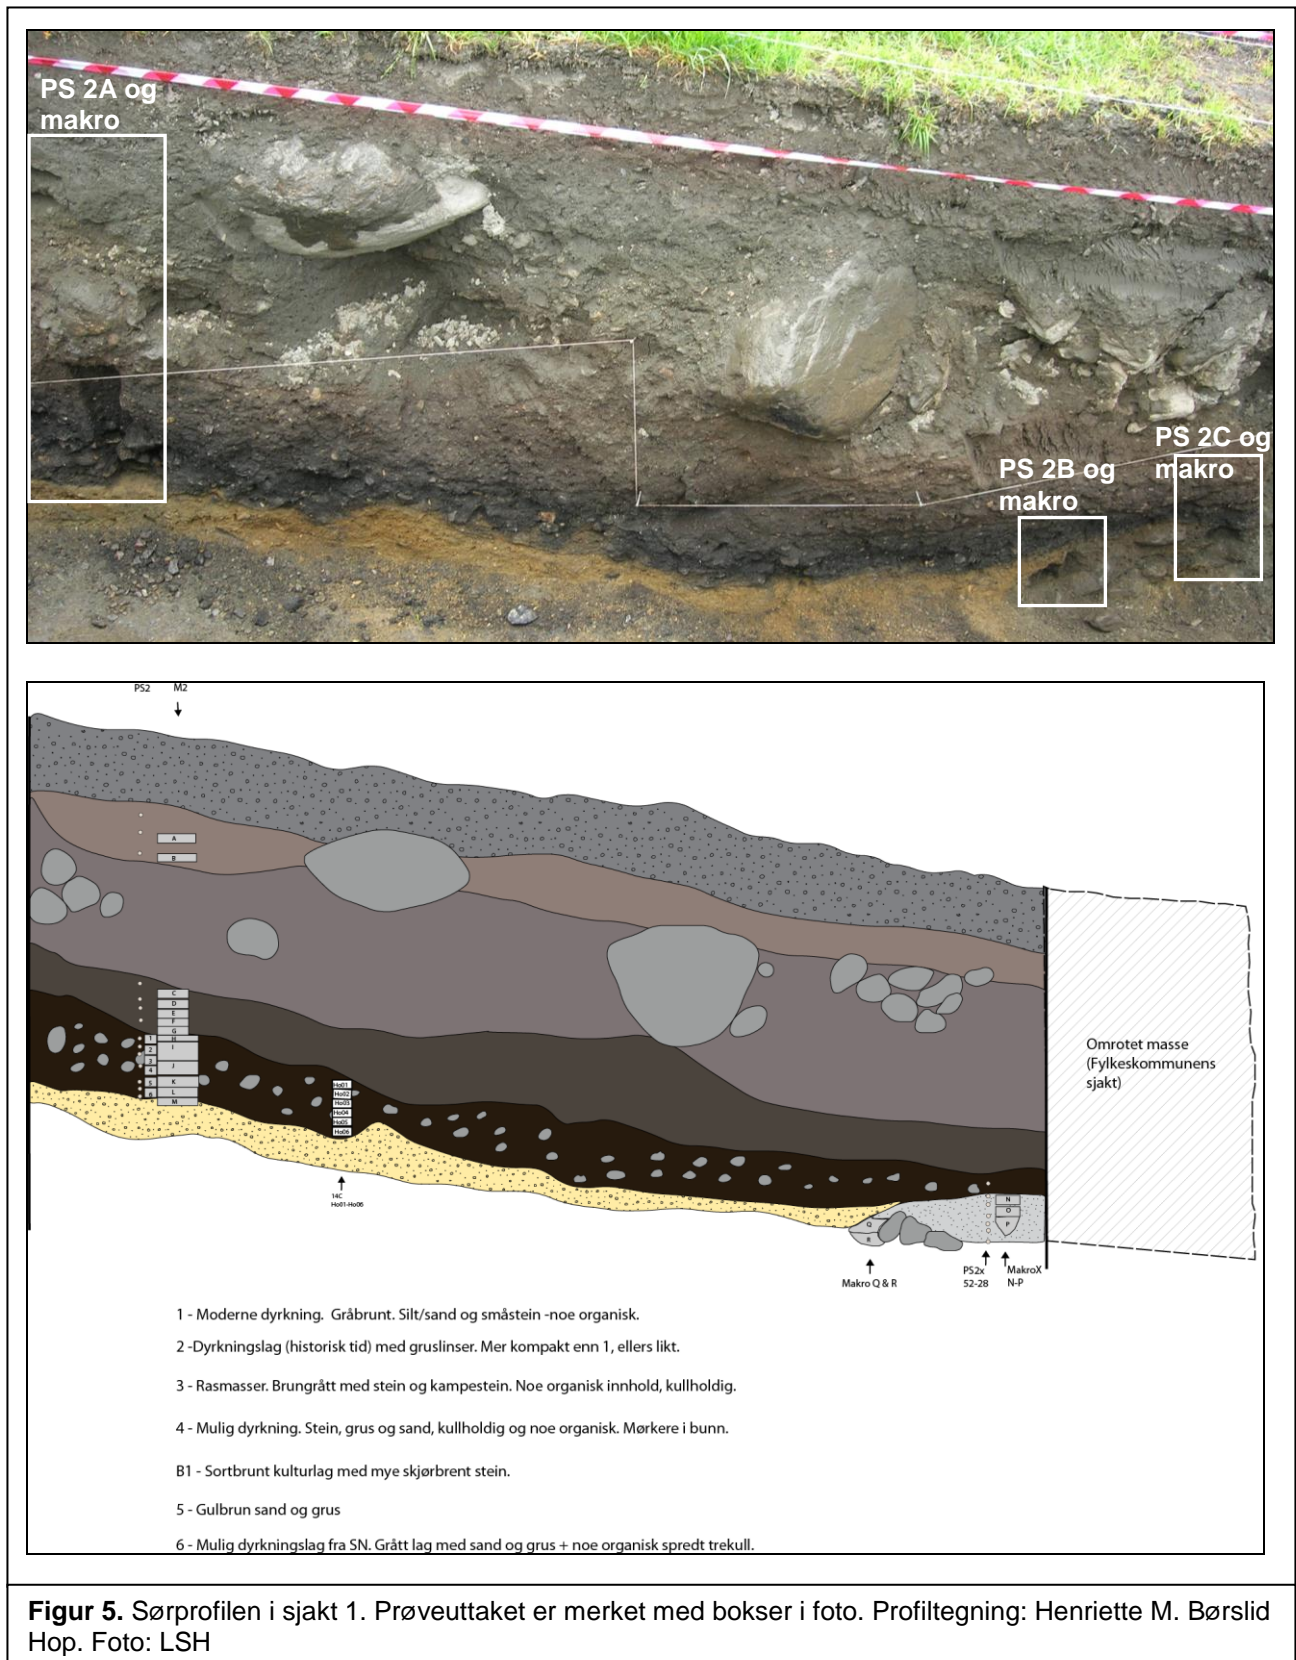 PS 2A og
makro
PS 2B og
makro
PS 2C og
makro
PS2 M2
A
B
C
D
E
F
G
H
1
I
2
3
J
4
5
K
6
L
M
Ho01
Ho02
Ho03
Ho04
Ho05
Ho06
14C
Ho01-Ho06
Omrotet masse
(Fylkeskommunens
sjakt)
N
O
P
Q
R
Makro Q & R
PS2x
52-28
MakroX
N-P
1 - Moderne dyrkning. Gråbrunt. Silt/sand og småstein -noe organisk.
2 -Dyrkningslag (historisk tid) med gruslinser. Mer kompakt enn 1, ellers likt.
3 - Rasmasser. Brungrått med stein og kampestein. Noe organisk innhold, kullholdig.
4 - Mulig dyrkning. Stein, grus og sand, kullholdig og noe organisk. Mørkere i bunn.
B1 - Sortbrunt kulturlag med mye skjørbrent stein.
5 - Gulbrun sand og grus
6 - Mulig dyrkningslag fra SN. Grått lag med sand og grus + noe organisk spredt trekull.
Figur 5. Sørprofilen i sjakt 1. Prøveuttaket er merket med bokser i foto. Profiltegning: Henriette M. Børslid
Hop. Foto: LSH